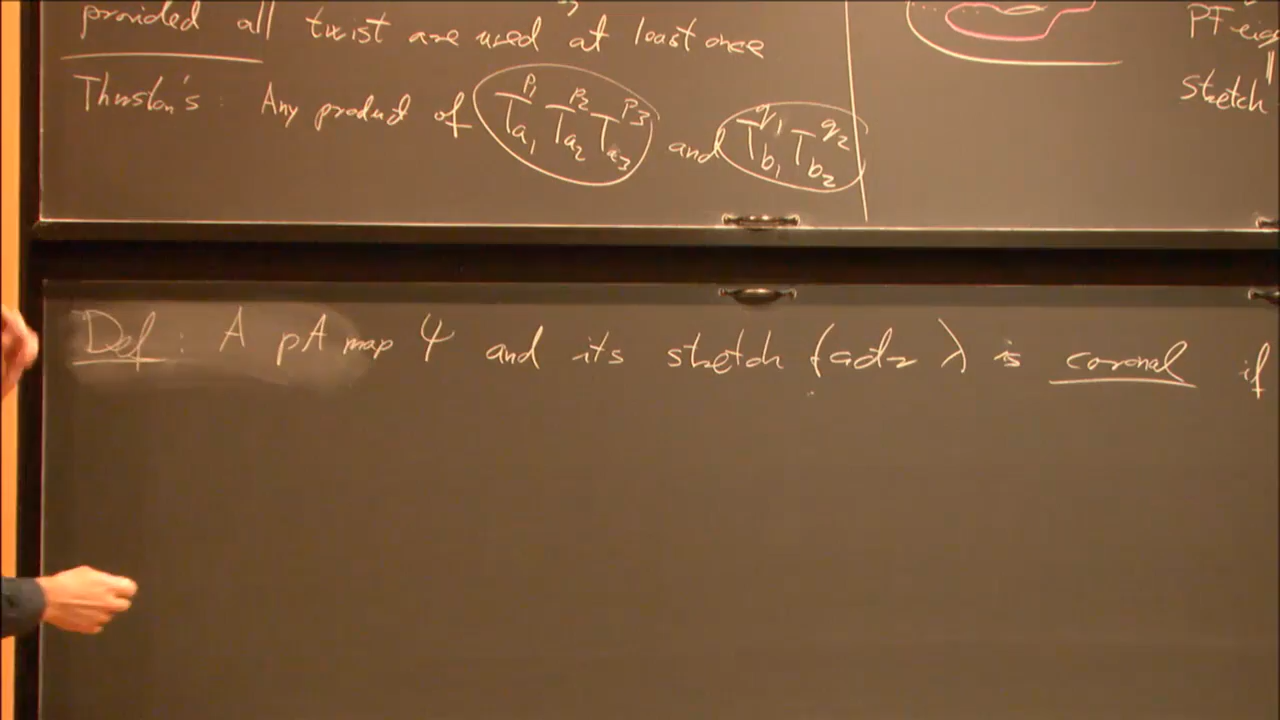 provided all twist are used at least once
Thurston's : Any product of T_{a_1}^{p_1} T_{a_2}^{p_2} T_{a_3}^{p_3} and T_{b_1}^{q_1} T_{b_2}^{q_2}
PF eig
||
stretch
Def : A pA map ψ and its stretch factor λ is coronal if